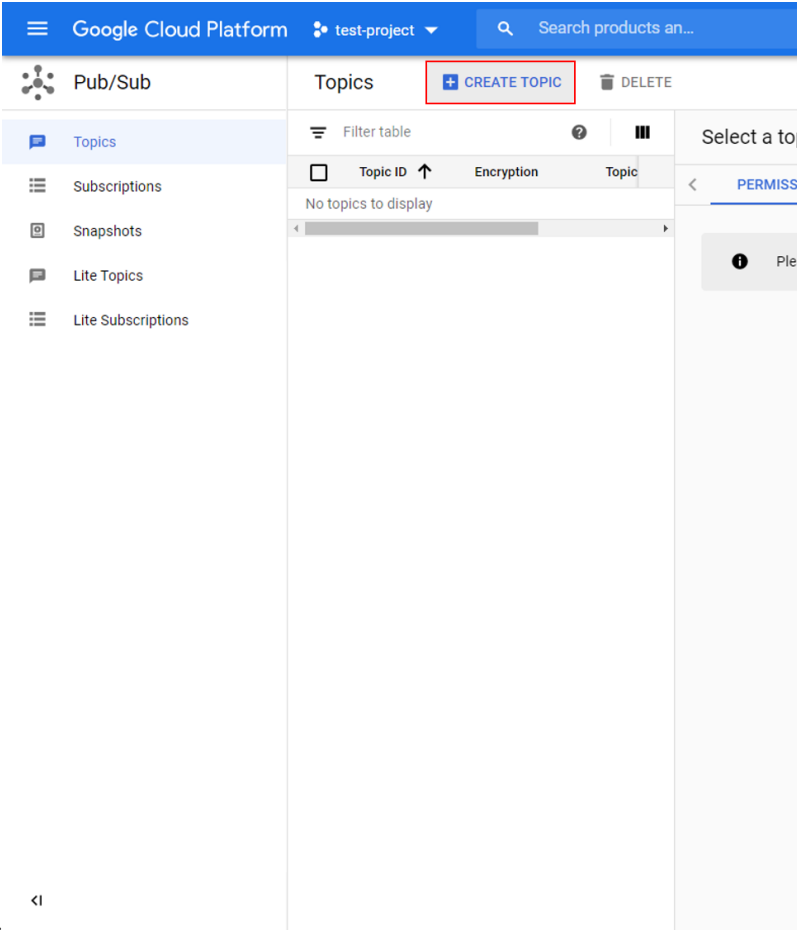 Google Cloud Platform
test-project
Search products an...
Pub/Sub
Topics
CREATE TOPIC
DELETE
Topics
Subscriptions
Snapshots
Lite Topics
Lite Subscriptions
Filter table
Topic ID
Encryption
Topic
No topics to display
Select a to
PERMISS
Ple